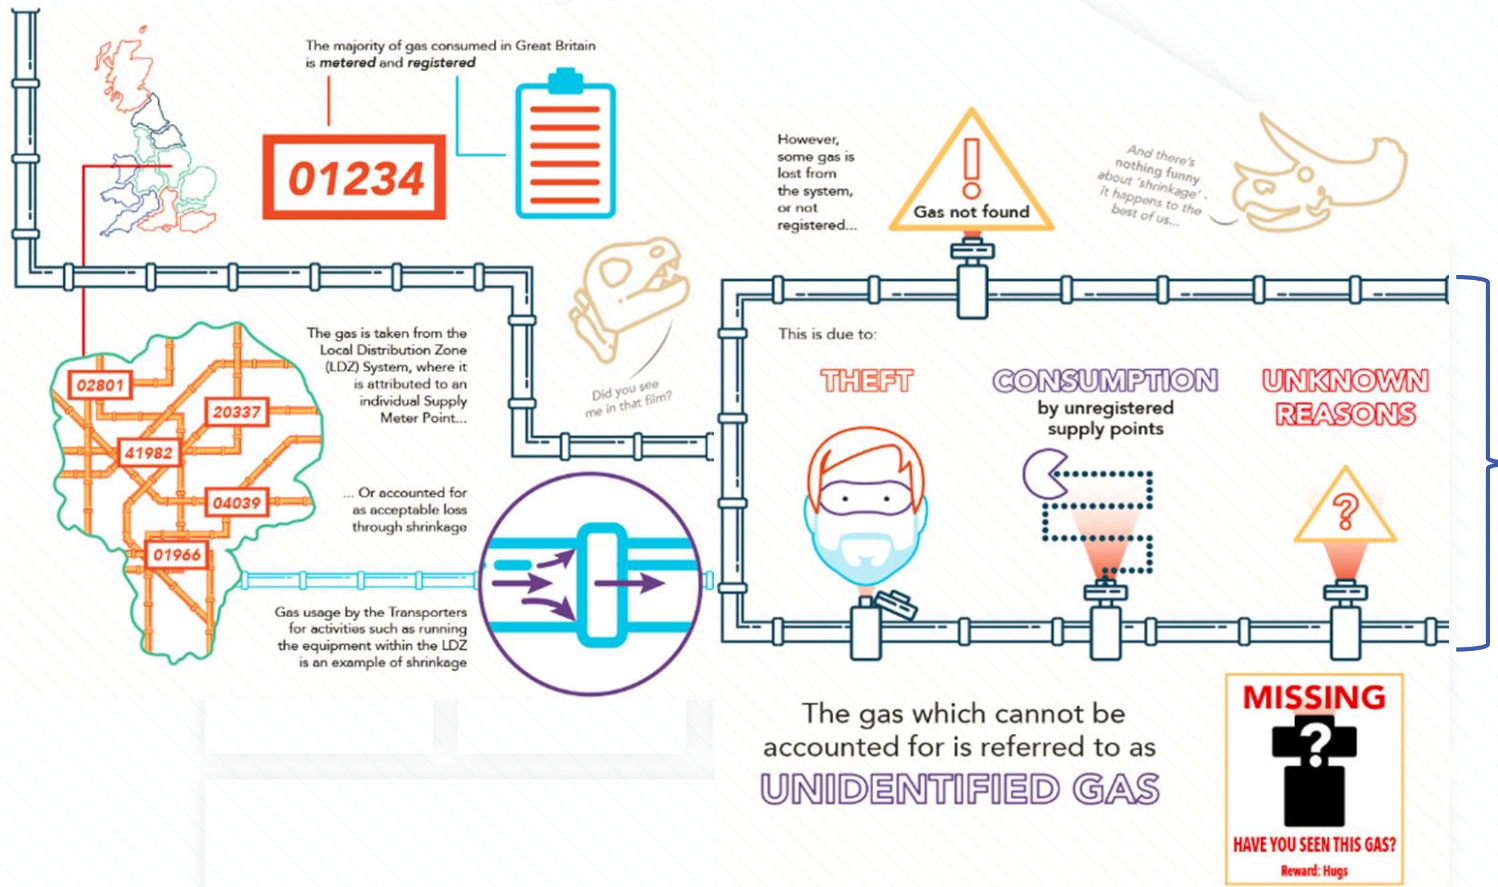 The majority of gas consumed in Great Britain
is metered and registered
01234
The gas is taken from the
Local Distribution Zone
(LDZ) System, where it
is attributed to an
individual Supply
Meter Point...
02801
20337
41982
04039
01966
... Or accounted for
as acceptable loss
through shrinkage
Gas usage by the Transporters
for activities such as running
the equipment within the LDZ
is an example of shrinkage
Did you see
me in that film?
However,
some gas is
lost from
the system,
or not
registered...
Gas not found
And there's
nothing funny
about 'shrinkage' -
it happens to the
best of us...
This is due to:
THEFT
CONSUMPTION
by unregistered
supply points
UNKNOWN
REASONS
?
The gas which cannot be
accounted for is referred to as
UNIDENTIFIED GAS
MISSING
?
HAVE YOU SEEN THIS GAS?
Reward: Hugs